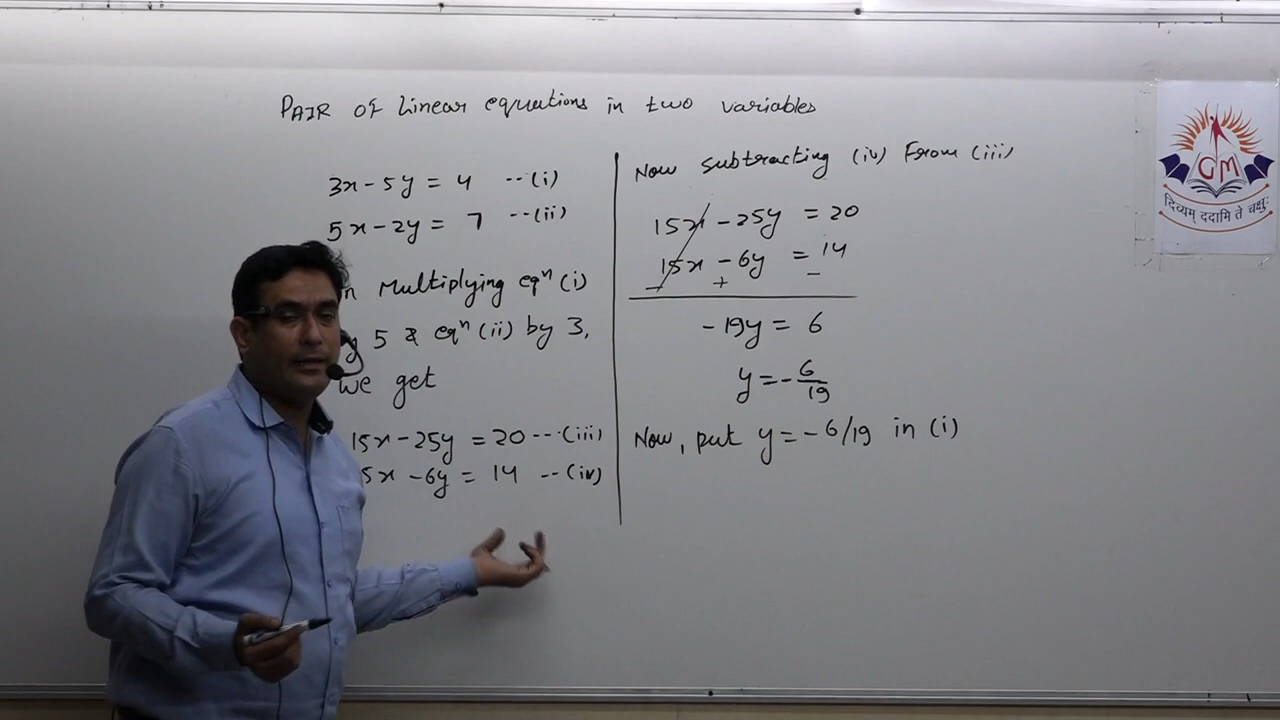 PAIR OF Linear equations in two variables
3x - 5y = 4 --(i)
5x - 2y = 7 --(ii)
n Multiplying eqⁿ (i)
y 5 & eqⁿ (ii) by 3,
we get
15x - 25y = 20 --- (iii)
5x - 6y = 14 -- (iv)
Now subtracting (iv) From (iii)
15x - 25y = 20
15x - 6y = 14
- + -
-19y = 6
y = -6/19
Now, put y = -6/19 in (i)
GM
दिव्यम् ददामि ते चक्षुः